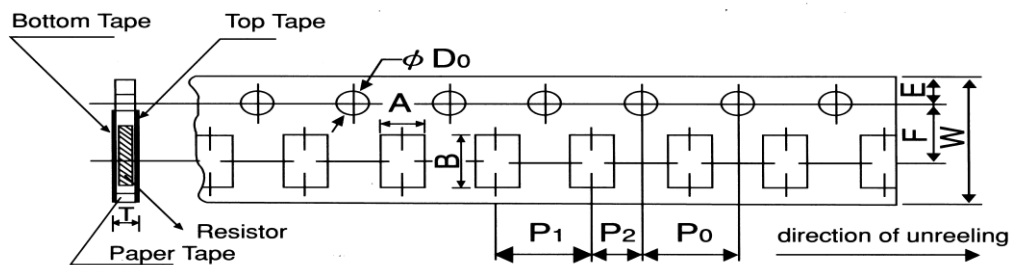 Bottom Tape
Top Tape
ϕ D0
A
E
B
F
W
T
Resistor
Paper Tape
P1
P2
P0
direction of unreeling